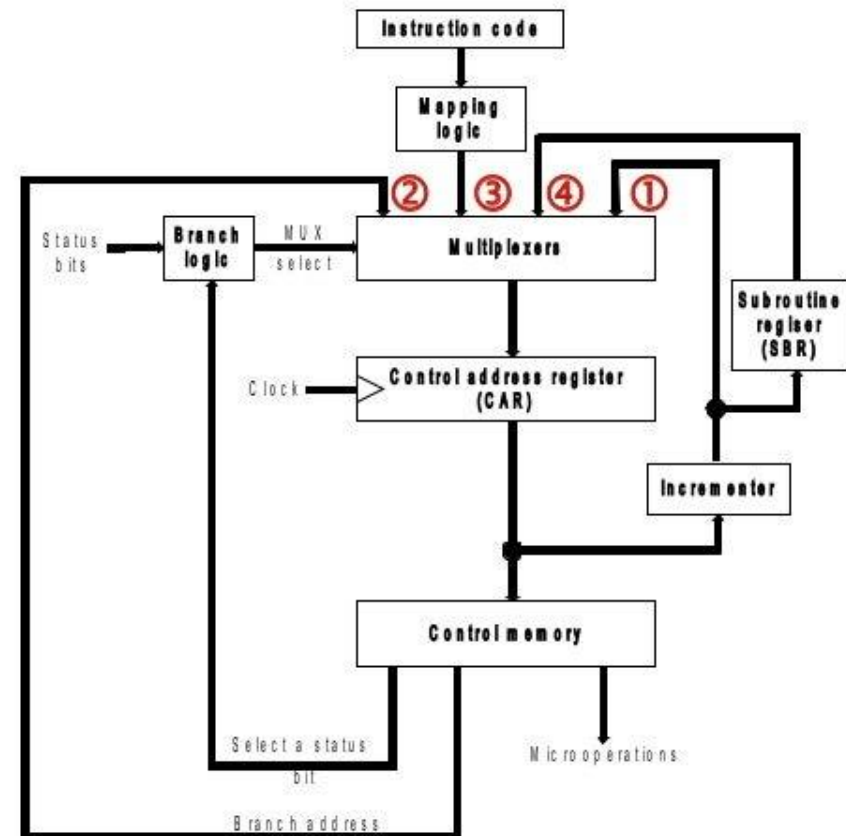 Instruction code
Mapping
logic
② ③ ④ ①
Status
bits
Branch
logic
MUX
select
Multiplexers
Subroutine
regiser
(SBR)
Clock
Control address register
(CAR)
Incrementer
Control memory
Select a status
bit
Microoperations
Branch address